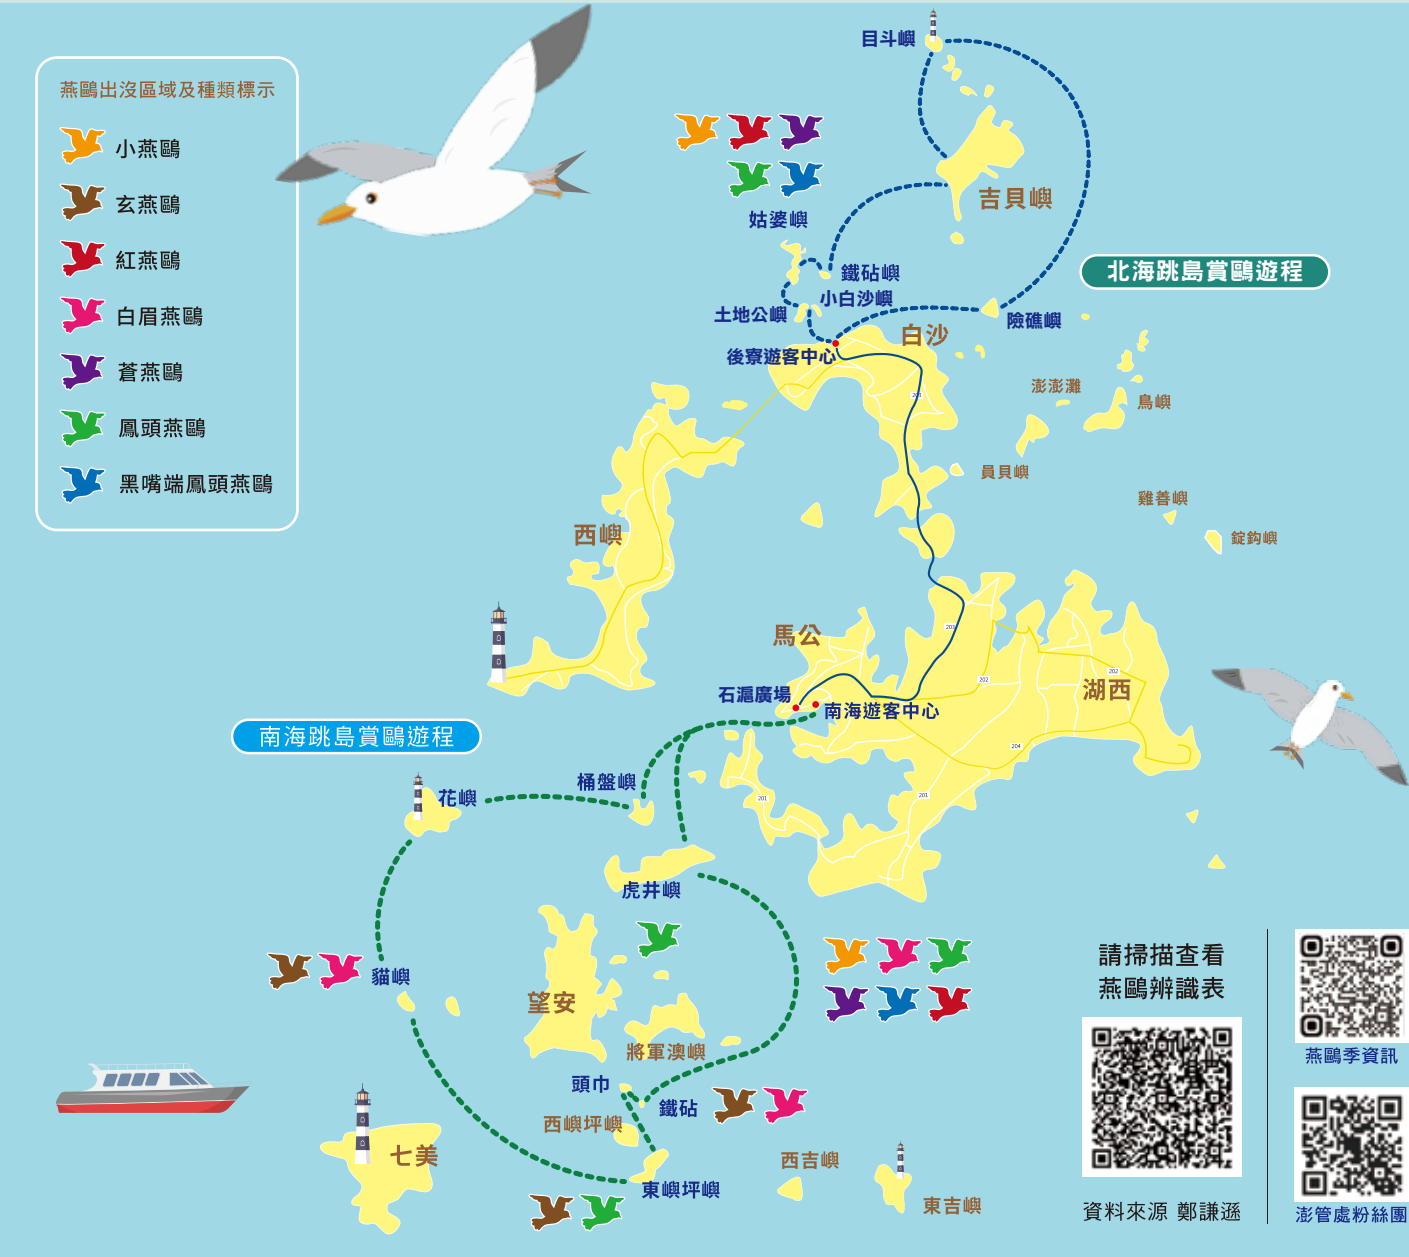 燕鷗出沒區域及種類標示
小燕鷗
玄燕鷗
紅燕鷗
白眉燕鷗
蒼燕鷗
鳳頭燕鷗
黑嘴端鳳頭燕鷗
目斗嶼
吉貝嶼
姑婆嶼
鐵砧嶼
小白沙嶼
土地公嶼
險礁嶼
北海跳島賞鷗遊程
白沙
後寮遊客中心
203
澎澎灘
鳥嶼
員貝嶼
雞善嶼
錠鈎嶼
西嶼
馬公
203
202
202
湖西
石滬廣場
南海遊客中心
204
201
201
南海跳島賞鷗遊程
桶盤嶼
花嶼
虎井嶼
貓嶼
望安
將軍澳嶼
頭巾
鐵砧
西嶼坪嶼
東嶼坪嶼
七美
西吉嶼
東吉嶼
請掃描查看
燕鷗辨識表
資料來源 鄭謙遜
燕鷗季資訊
澎管處粉絲團